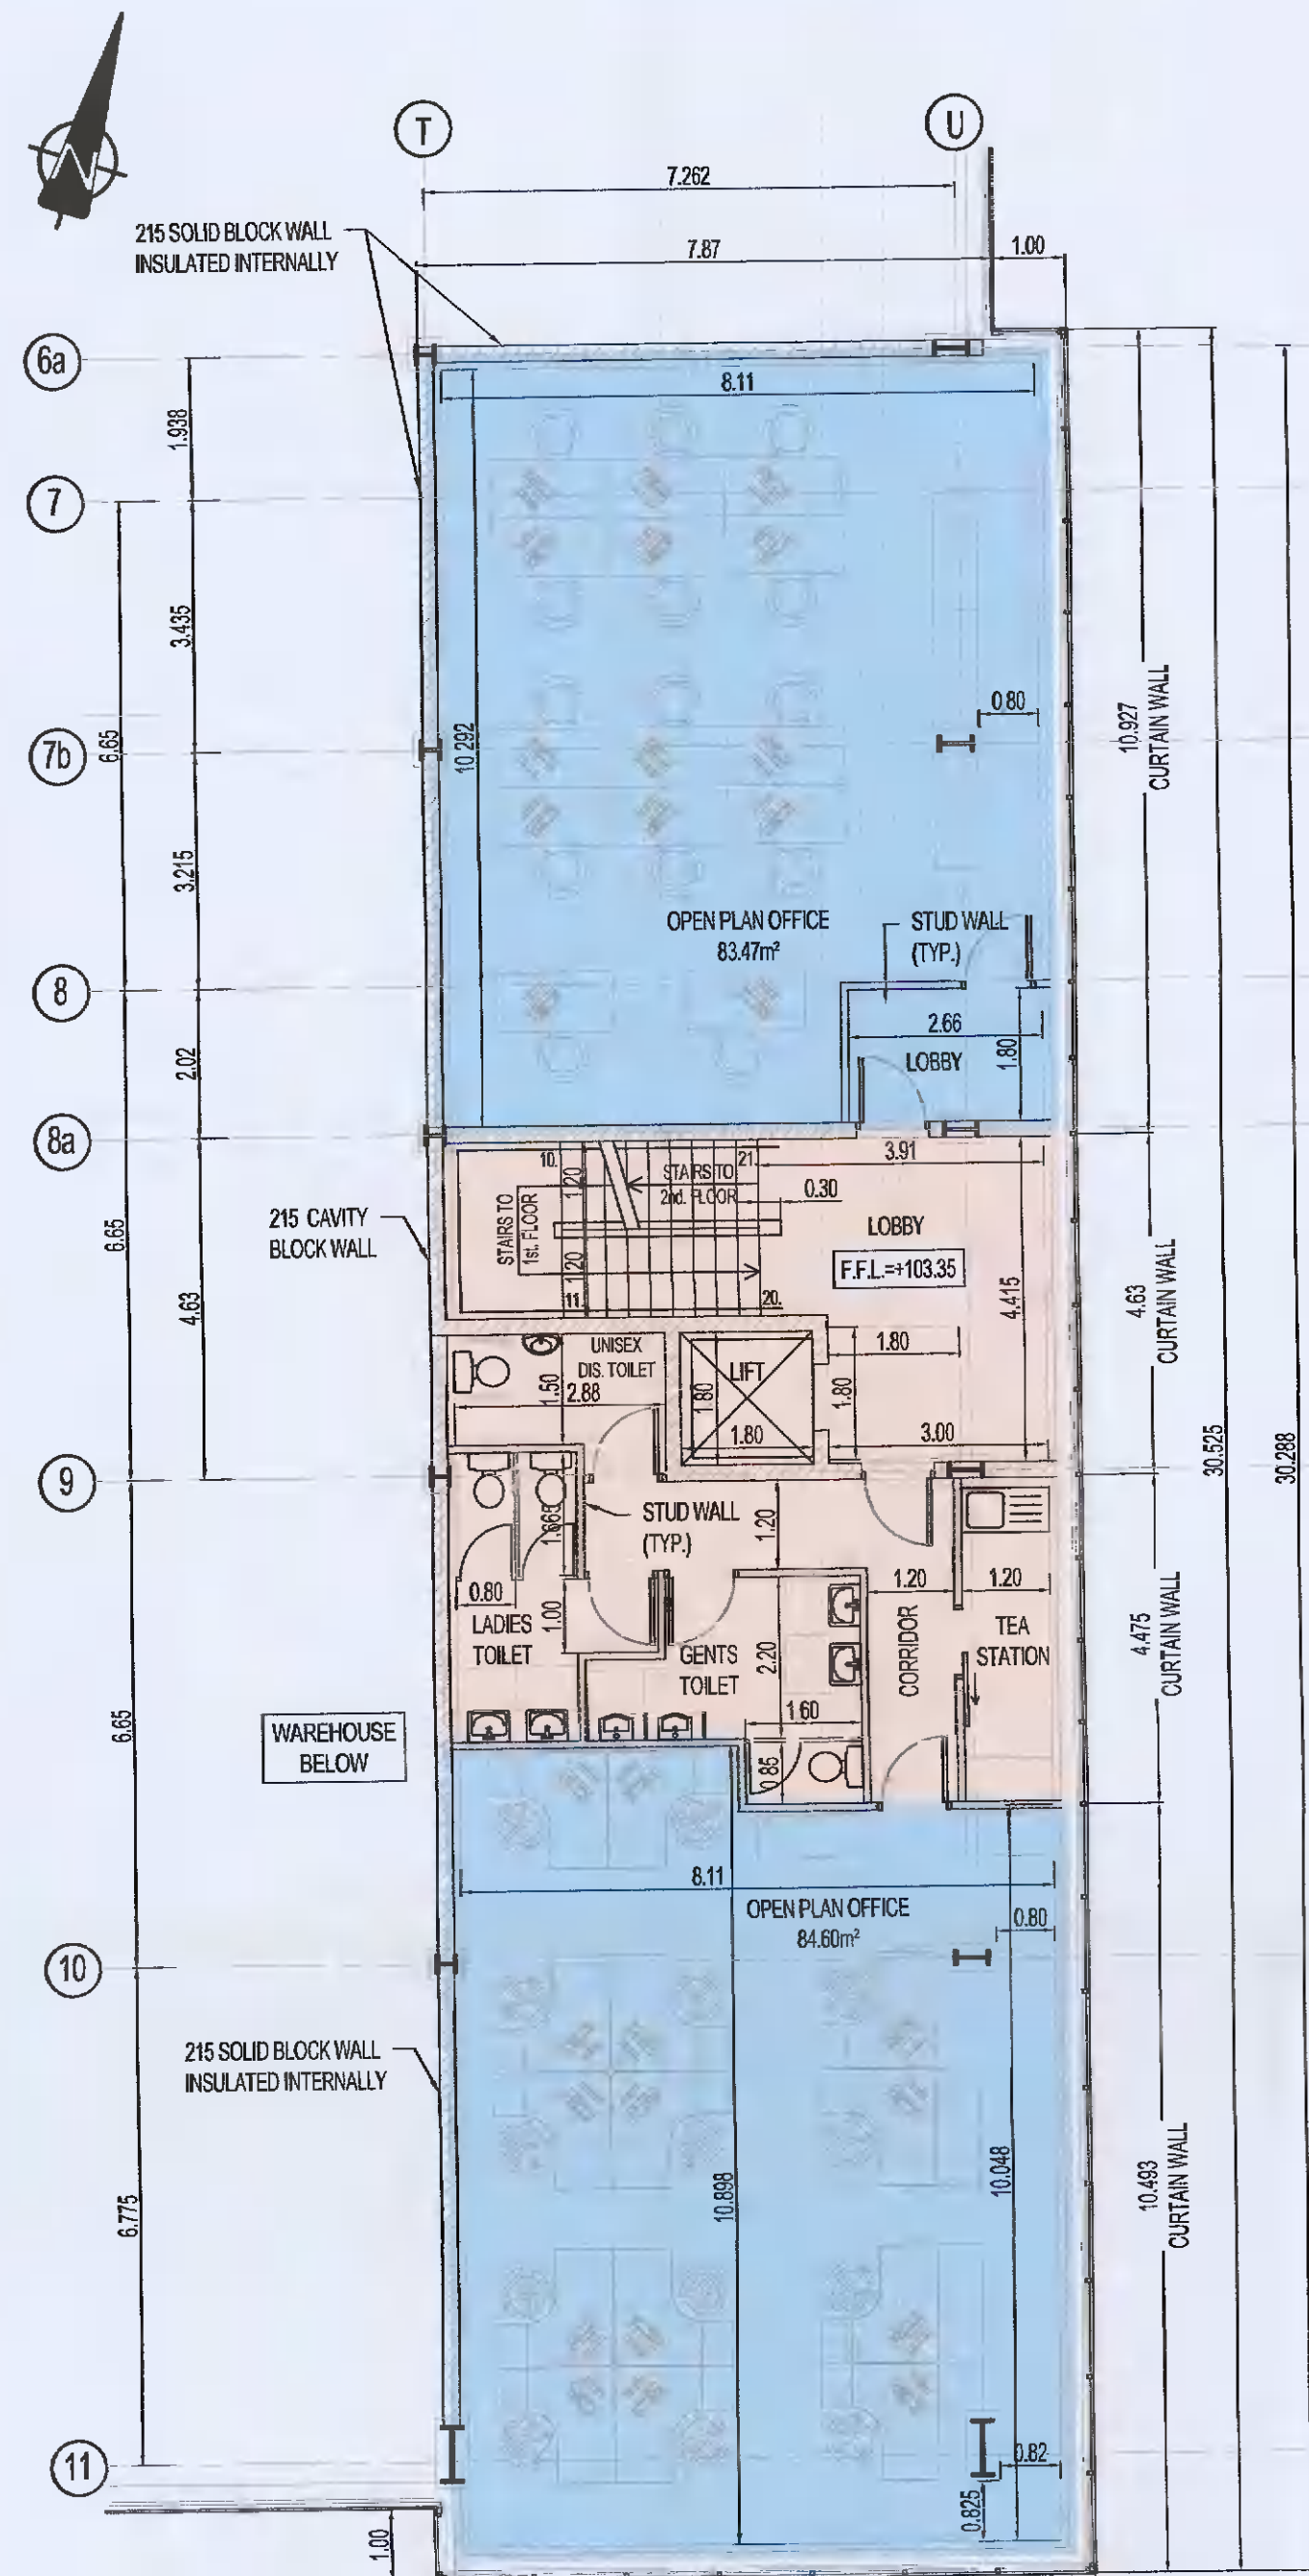 N
T
U
7.262
215 SOLID BLOCK WALL
INSULATED INTERNALLY
7.87
1.00
6a
8.11
1.938
7
3.435
0.80
10.927
CURTAIN WALL
7b
6.65
10.292
3.215
OPEN PLAN OFFICE
83.47m²
STUD WALL
(TYP.)
8
2.66
1.80
LOBBY
2.02
8a
10.
21.
3.91
1.20
STAIRS TO
2nd. FLOOR
0.30
STAIRS TO
1st. FLOOR
215 CAVITY
BLOCK WALL
LOBBY
F.F.L.=+103.35
6.65
4.63
1.20
11.
20.
4.415
4.63
CURTAIN WALL
UNISEX
DIS. TOILET
1.50
2.88
LIFT
1.80
1.80
1.80
1.80
3.00
30.525
30.288
9
STUD WALL
(TYP.)
1.665
1.20
0.80
1.00
1.20
1.20
LADIES
TOILET
GENTS
TOILET
2.20
CORRIDOR
TEA
STATION
4.475
CURTAIN WALL
6.65
WAREHOUSE
BELOW
1.60
0.85
8.11
OPEN PLAN OFFICE
84.60m²
0.80
10
215 SOLID BLOCK WALL
INSULATED INTERNALLY
10.898
10.048
10.493
CURTAIN WALL
6.775
11
0.82
0.825
1.00